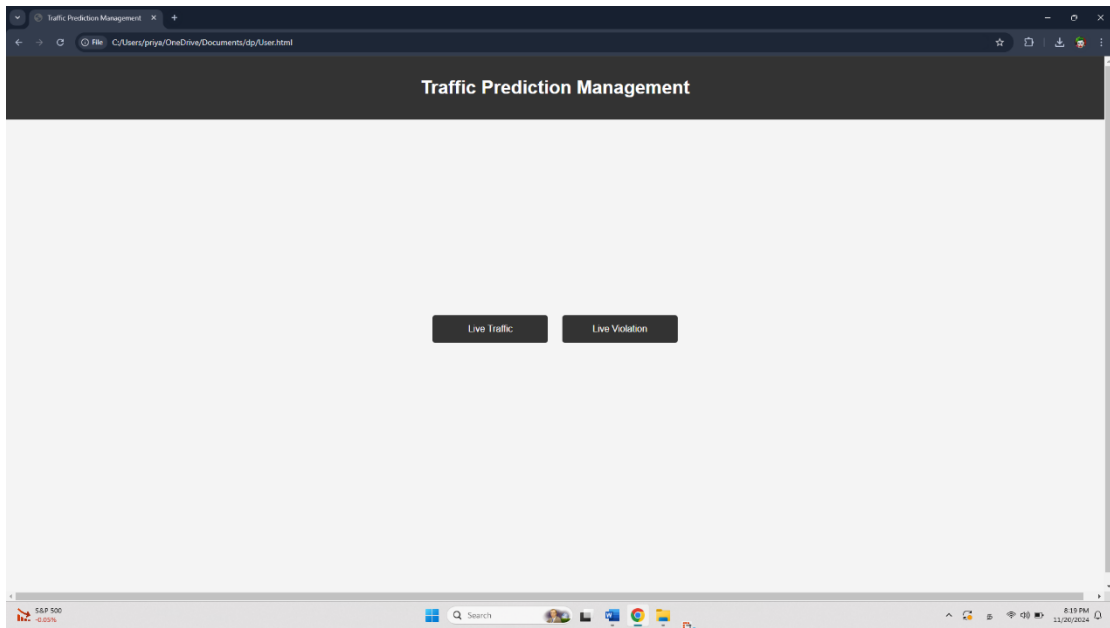 Traffic Prediction Management
File C:/Users/priya/OneDrive/Documents/dp/User.html
Traffic Prediction Management
Live Traffic Live Violation
S&P 500
-0.03%
Search
8:19 PM
11/20/2024